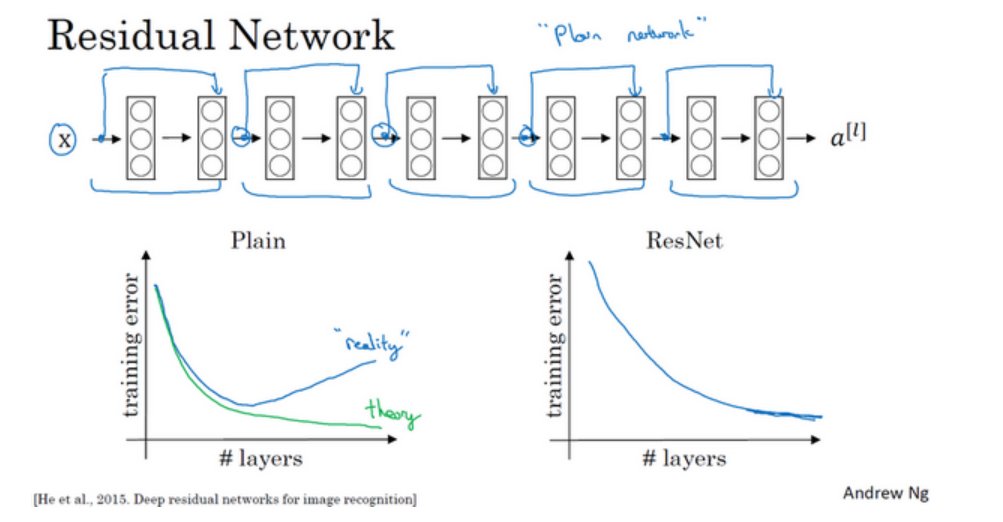 Residual Network
"Plain network"
x
a[l]
Plain
ResNet
training error
"reality"
theory
# layers
training error
# layers
[He et al., 2015. Deep residual networks for image recognition]
Andrew Ng